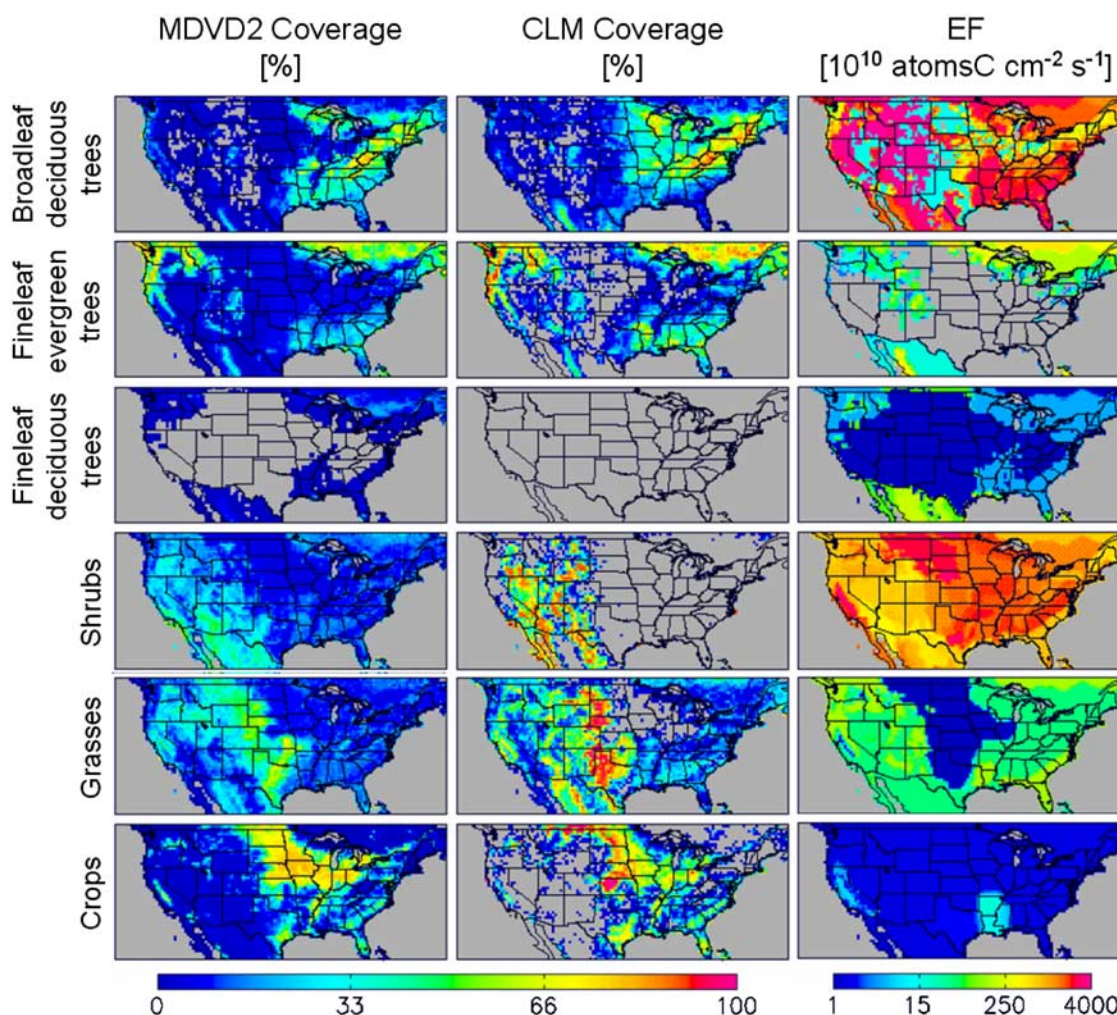 MDVD2 Coverage
[%]
CLM Coverage
[%]
EF
[10¹⁰ atomsC cm⁻² s⁻¹]
Broadleaf
deciduous
trees
Fineleaf
evergreen
trees
Fineleaf
deciduous
trees
Shrubs
Grasses
Crops
0 33 66 100
1 15 250 4000